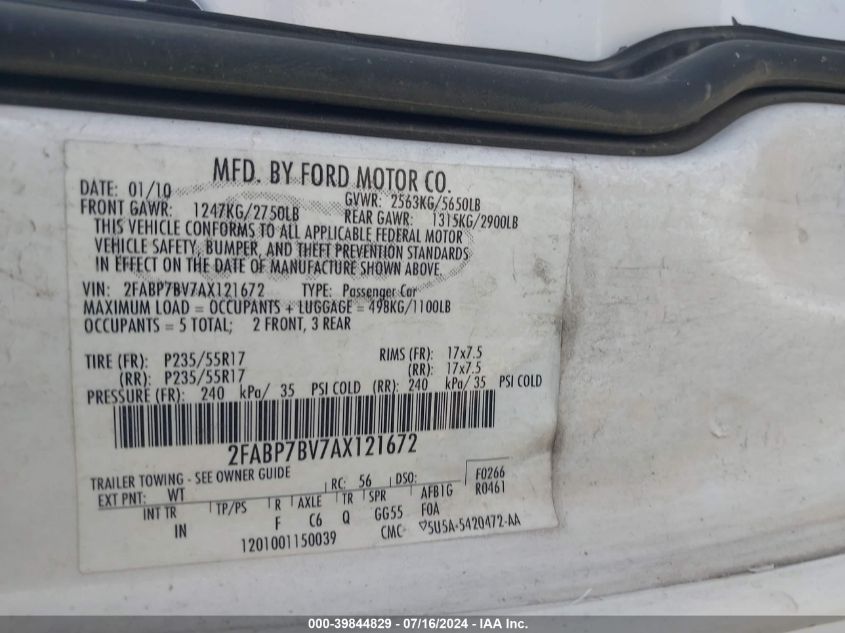 MFD. BY FORD MOTOR CO.
DATE: 01/10 GVWR: 2563KG/5650LB
FRONT GAWR: 1247KG/2750LB REAR GAWR: 1315KG/2900LB
THIS VEHICLE CONFORMS TO ALL APPLICABLE FEDERAL MOTOR
VEHICLE SAFETY, BUMPER, AND THEFT PREVENTION STANDARDS
IN EFFECT ON THE DATE OF MANUFACTURE SHOWN ABOVE.
VIN: 2FABP7BV7AX121672 TYPE: Passenger Car
MAXIMUM LOAD = OCCUPANTS + LUGGAGE = 498KG/1100LB
OCCUPANTS = 5 TOTAL; 2 FRONT, 3 REAR
TIRE (FR): P235/55R17 RIMS (FR): 17x7.5
(RR): P235/55R17 (RR): 17x7.5
PRESSURE (FR): 240 kPa/ 35 PSI COLD (RR): 240 kPa/ 35 PSI COLD
2FABP7BV7AX121672
TRAILER TOWING - SEE OWNER GUIDE
EXT PNT: WT RC: 56 DSO: F0266
INT TR TP/PS R AXLE TR SPR AFB1G R0461
IN F C6 Q GG55 F0A
1201001150039 CMC 5U5A-5420472-AA
000-39844829 - 07/16/2024 - IAA Inc.